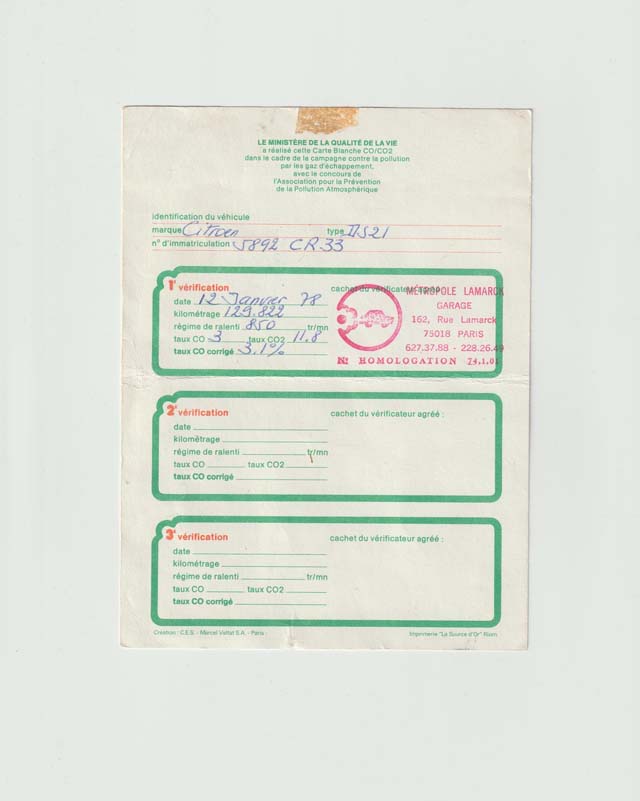 LE MINISTÈRE DE LA QUALITÉ DE LA VIE
a réalisé cette Carte Blanche CO/CO2
dans le cadre de la campagne contre la pollution
par les gaz d'échappement,
avec le concours de
l'Association pour la Prévention
de la Pollution Atmosphérique
identification du véhicule
marque Citroen type DS21
n° d'immatriculation 5892 CR 33
1e vérification cachet du vérificateur agréé
date 12 Janvier 78
kilométrage 129.822
régime de ralenti 850 tr/mn
taux CO 3 taux CO2 11.8
taux CO corrigé 3.1%
MÉTROPOLE LAMARCK
GARAGE
162, Rue Lamarck
75018 PARIS
627.37.88 - 228.26.49
No HOMOLOGATION 74.1.01
2e vérification cachet du vérificateur agréé :
date
kilométrage
régime de ralenti tr/mn
taux CO taux CO2
taux CO corrigé
3e vérification cachet du vérificateur agréé :
date
kilométrage
régime de ralenti tr/mn
taux CO taux CO2
taux CO corrigé
Création : C.E.S. - Marcel Valtat S.A. - Paris Imprimerie "La Source d'Or" Riom